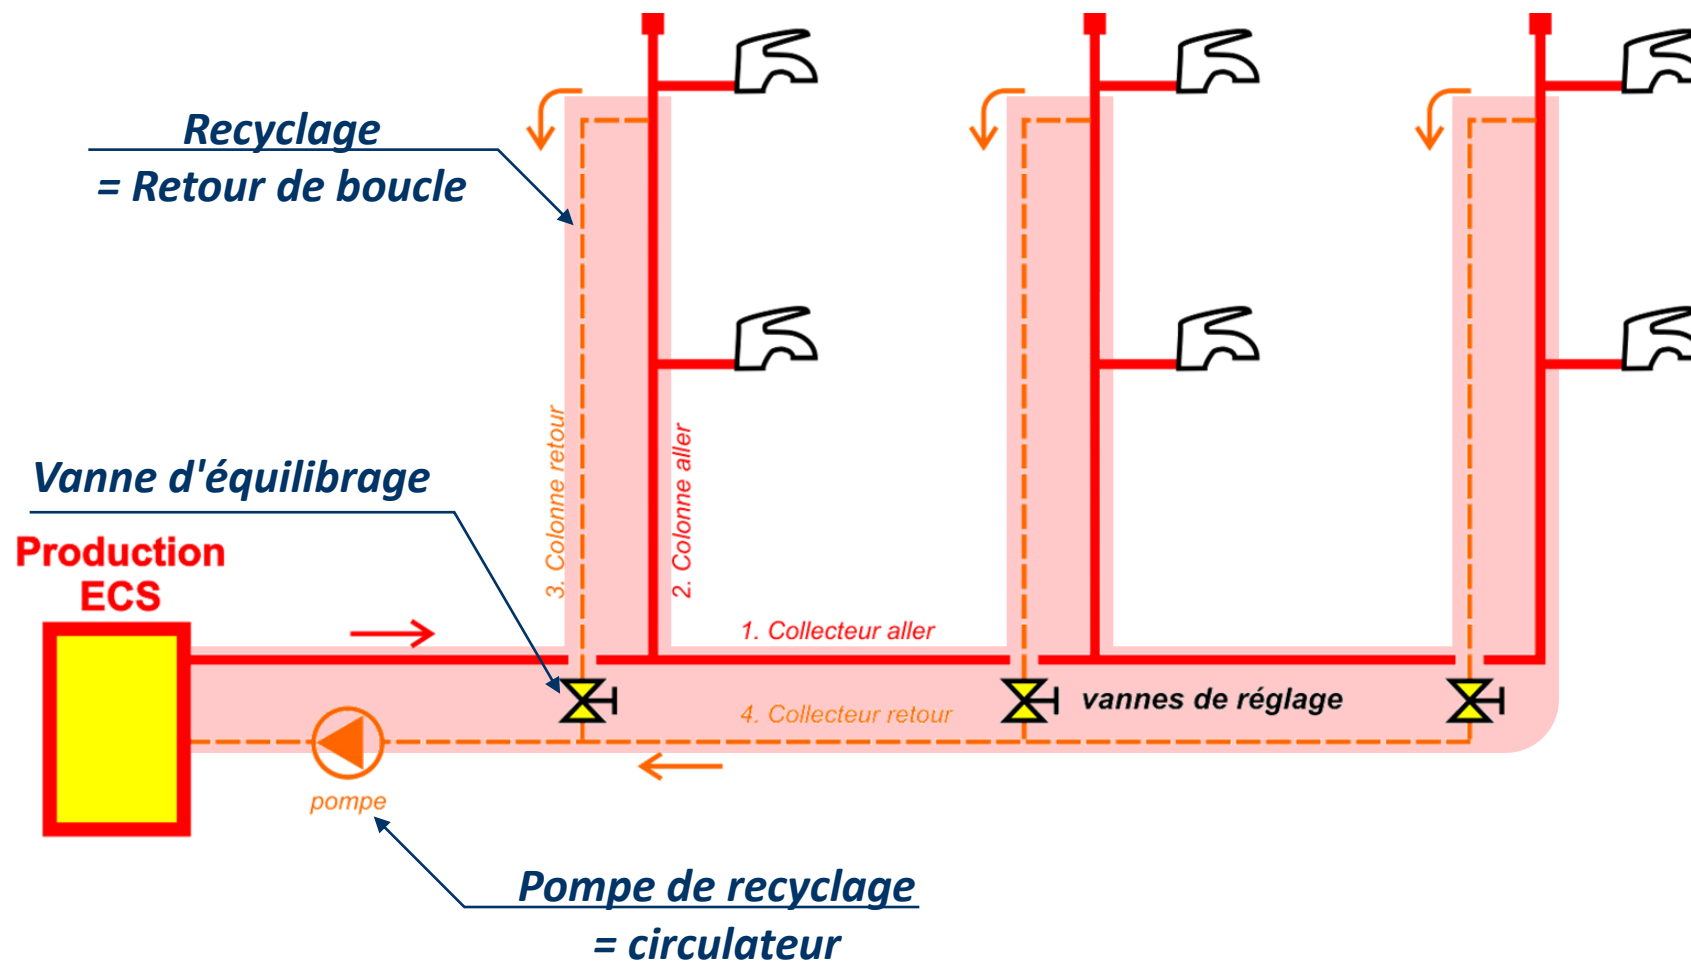 Recyclage
= Retour de boucle
3. Colonne retour
2. Colonne aller
Vanne d'équilibrage
Production
ECS
1. Collecteur aller
vannes de réglage
4. Collecteur retour
pompe
Pompe de recyclage
= circulateur